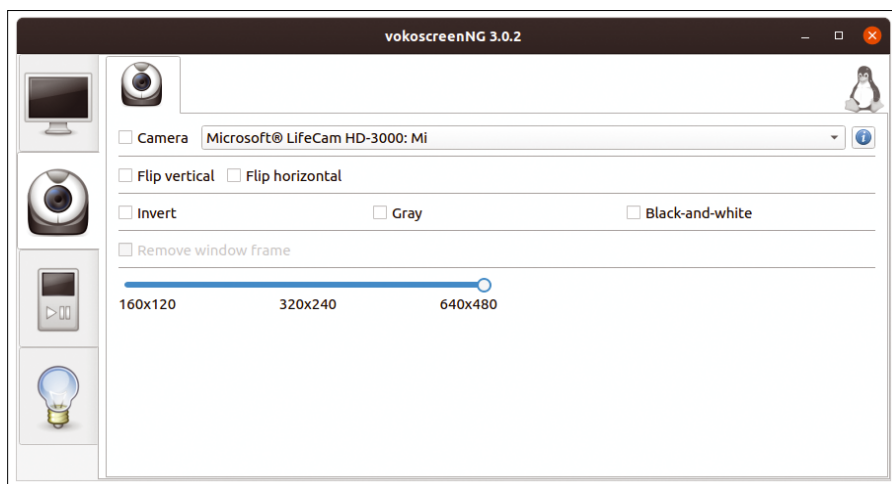 vokoscreenNG 3.0.2
Camera Microsoft® LifeCam HD-3000: Mi
Flip vertical Flip horizontal
Invert Gray Black-and-white
Remove window frame
160x120 320x240 640x480